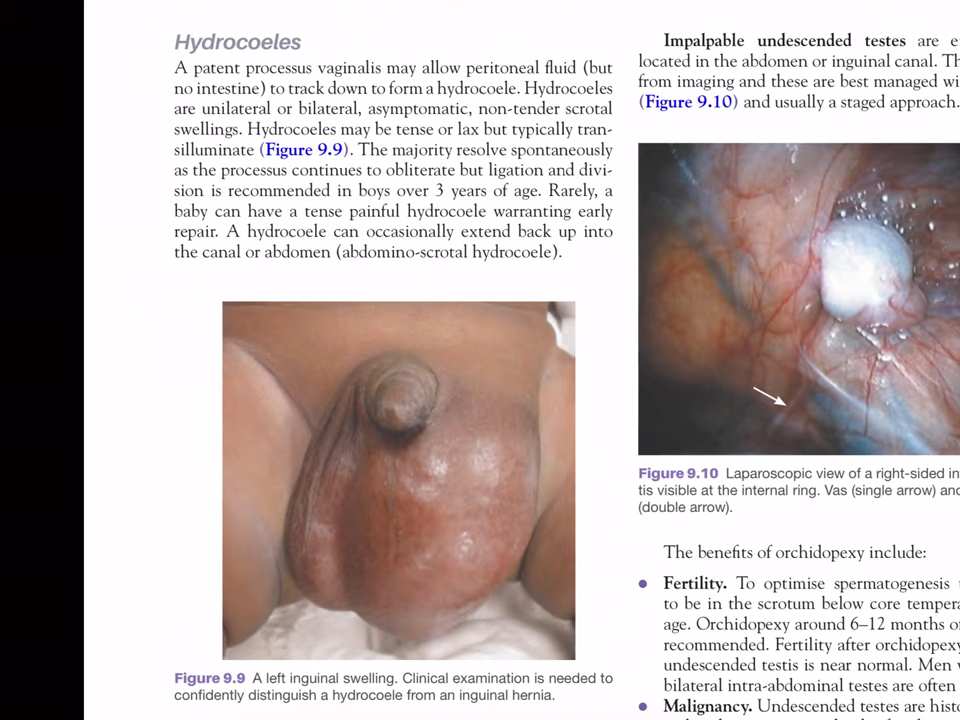 Hydrocoeles
A patent processus vaginalis may allow peritoneal fluid (but
no intestine) to track down to form a hydrocoele. Hydrocoeles
are unilateral or bilateral, asymptomatic, non-tender scrotal
swellings. Hydrocoeles may be tense or lax but typically tran-
silluminate (Figure 9.9). The majority resolve spontaneously
as the processus continues to obliterate but ligation and divi-
sion is recommended in boys over 3 years of age. Rarely, a
baby can have a tense painful hydrocoele warranting early
repair. A hydrocoele can occasionally extend back up into
the canal or abdomen (abdomino-scrotal hydrocoele).
Figure 9.9 A left inguinal swelling. Clinical examination is needed to
confidently distinguish a hydrocoele from an inguinal hernia.
Impalpable undescended testes are
located in the abdomen or inguinal canal.
from imaging and these are best managed
(Figure 9.10) and usually a staged approach.
Figure 9.10 Laparoscopic view of a right-sided
tis visible at the internal ring. Vas (single arrow) and
(double arrow).
The benefits of orchidopexy include:
• Fertility. To optimise spermatogenesis
to be in the scrotum below core
age. Orchidopexy around 6–12 months
recommended. Fertility after orchidopexy
undescended testis is near normal. Men
bilateral intra-abdominal testes are often
• Malignancy. Undescended testes are